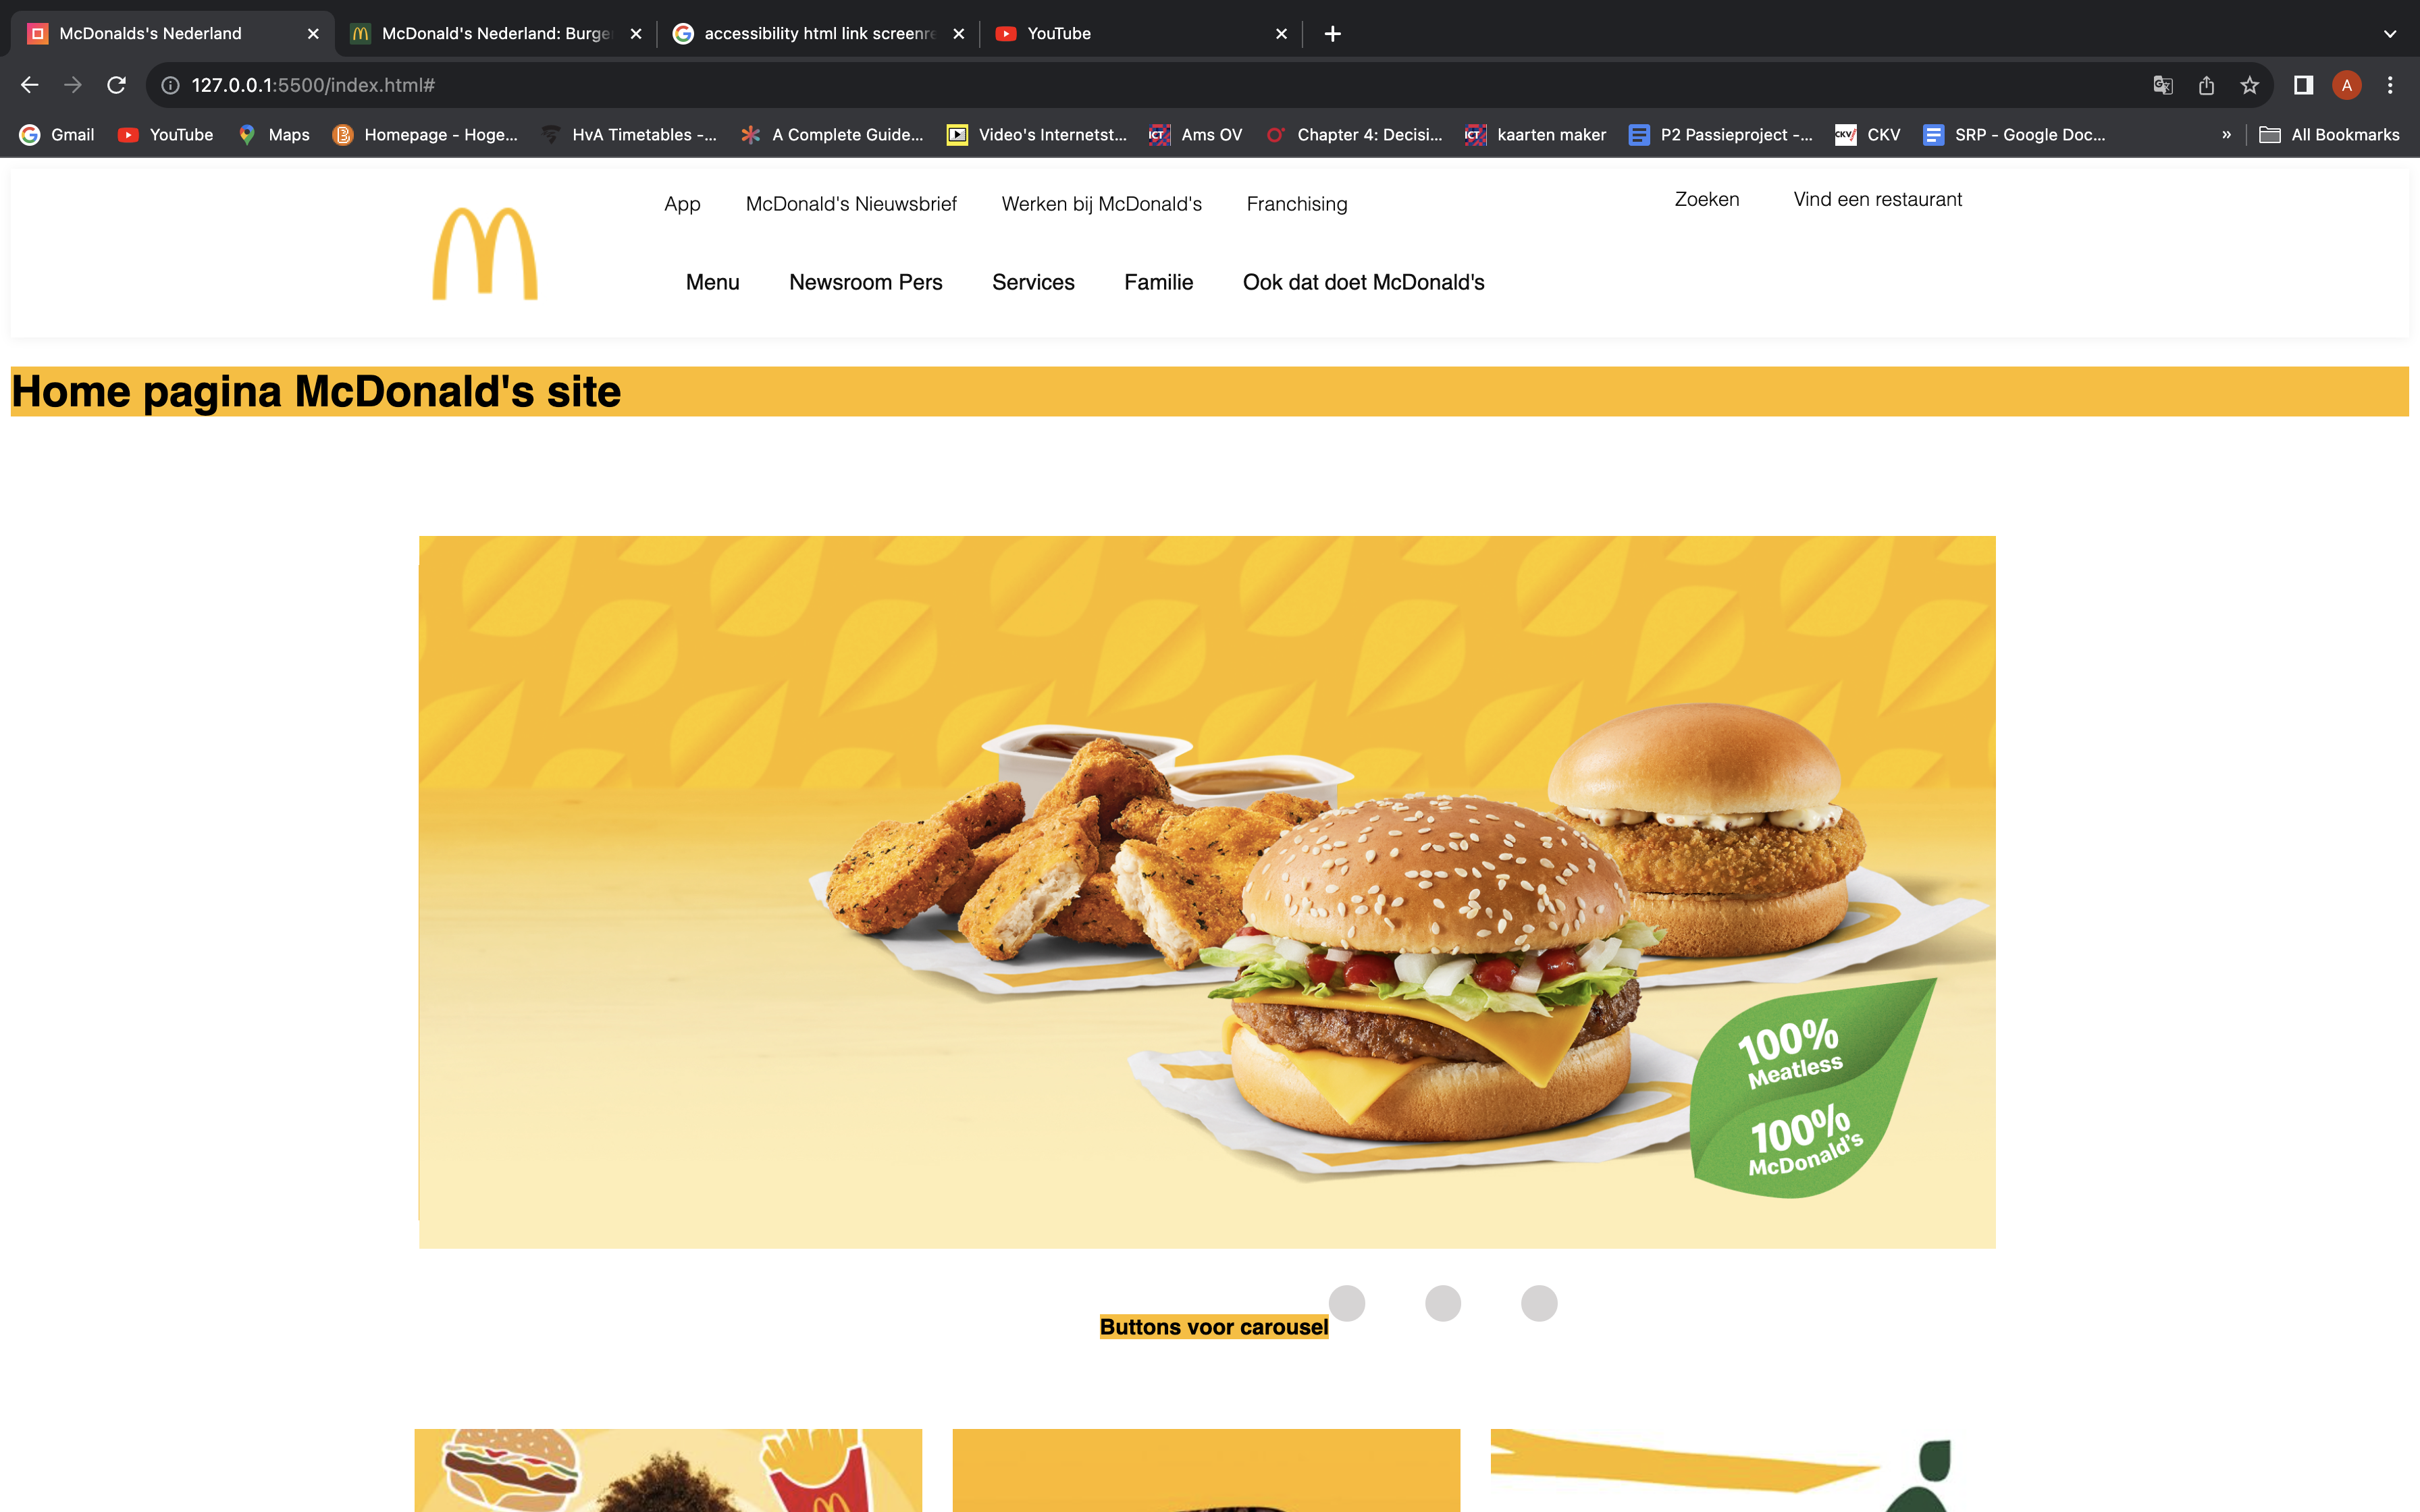 McDonalds's Nederland
McDonald's Nederland: Burge
accessibility html link screenre
YouTube
127.0.0.1:5500/index.html#
A
Gmail
YouTube
Maps
Homepage - Hoge...
HvA Timetables -...
A Complete Guide...
Video's Internetst...
ICT
Ams OV
Chapter 4: Decisi...
ICT
kaarten maker
P2 Passieproject -...
CKV/
CKV
SRP - Google Doc...
»
All Bookmarks
App
McDonald's Nieuwsbrief
Werken bij McDonald's
Franchising
Zoeken
Vind een restaurant
Menu
Newsroom Pers
Services
Familie
Ook dat doet McDonald's
Home pagina McDonald's site
100%
Meatless
100%
McDonald's
Buttons voor carousel